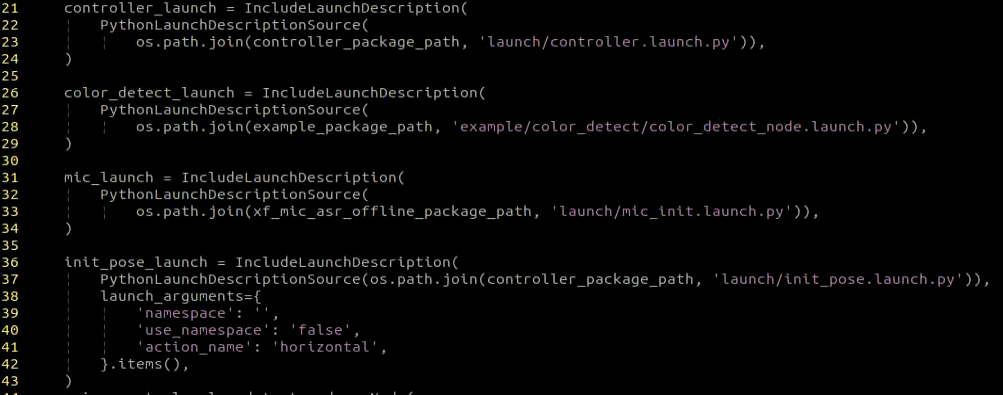 21 controller_launch = IncludeLaunchDescription(
22 PythonLaunchDescriptionSource(
23 os.path.join(controller_package_path, 'launch/controller.launch.py')),
24 )
25
26 color_detect_launch = IncludeLaunchDescription(
27 PythonLaunchDescriptionSource(
28 os.path.join(example_package_path, 'example/color_detect/color_detect_node.launch.py')),
29 )
30
31 mic_launch = IncludeLaunchDescription(
32 PythonLaunchDescriptionSource(
33 os.path.join(xf_mic_asr_offline_package_path, 'launch/mic_init.launch.py')),
34 )
35
36 init_pose_launch = IncludeLaunchDescription(
37 PythonLaunchDescriptionSource(os.path.join(controller_package_path, 'launch/init_pose.launch.py')),
38 launch_arguments={
39 'namespace': '',
40 'use_namespace': 'false',
41 'action_name': 'horizontal',
42 }.items(),
43 )